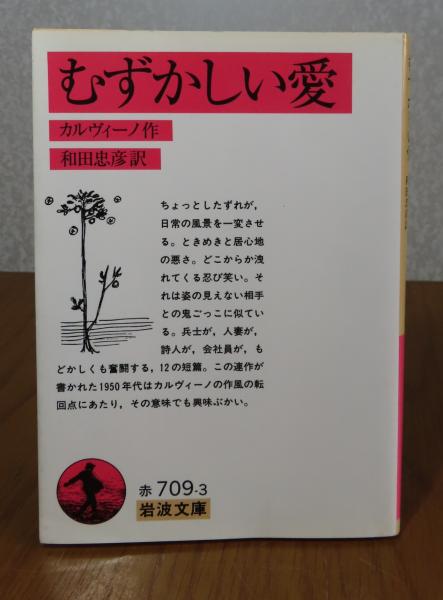 むずかしい愛
カルヴィーノ作
和田忠彦訳
ちょっとしたずれが，
日常の風景を一変させ
る。ときめきと居心地
の悪さ。どこからか洩
れてくる忍び笑い。そ
れは姿の見えない相手
との鬼ごっこに似てい
る。兵士が，人妻が，
詩人が，会社員が，も
どかしくも奮闘する，12の短篇。この連作が
書かれた1950年代はカルヴィーノの作風の転
回点にあたり，その意味でも興味ぶかい。
赤 709-3
岩波文庫